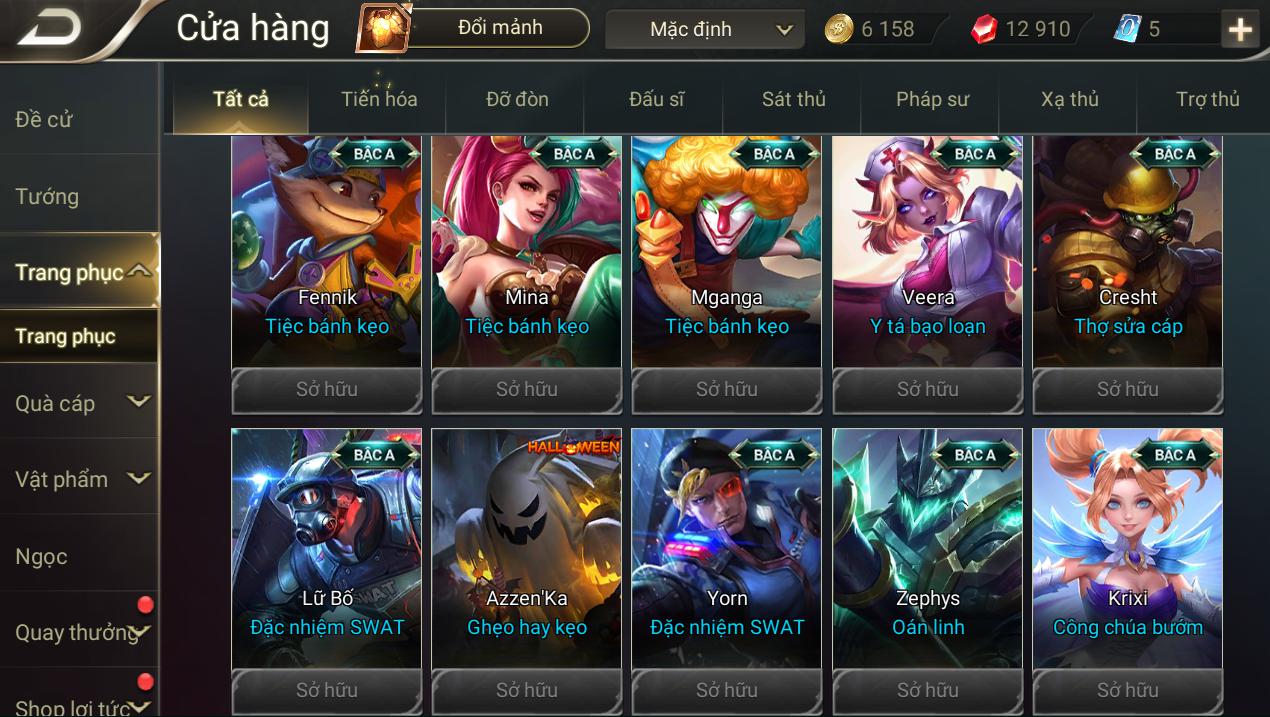 Cửa hàng
Đổi mảnh
Mặc định
6 158
12 910
5
Đề cử
Tướng
Trang phục
Trang phục
Quà cáp
Vật phẩm
Ngọc
Quay thưởng
Shop lợi tức
Tất cả
Tiến hóa
Đỡ đòn
Đấu sĩ
Sát thủ
Pháp sư
Xạ thủ
Trợ thủ
BẬC A
Fennik
Tiệc bánh kẹo
Sở hữu
BẬC A
Mina
Tiệc bánh kẹo
Sở hữu
BẬC A
Mganga
Tiệc bánh kẹo
Sở hữu
BẬC A
Veera
Y tá bạo loạn
Sở hữu
BẬC A
Cresht
Thợ sửa cáp
Sở hữu
BẬC A
SWAT
Lữ Bố
Đặc nhiệm SWAT
Sở hữu
HALLOWEEN
Azzen'Ka
Ghẹo hay kẹo
Sở hữu
BẬC A
Yorn
Đặc nhiệm SWAT
Sở hữu
BẬC A
Zephys
Oán linh
Sở hữu
BẬC A
Krixi
Công chúa bướm
Sở hữu